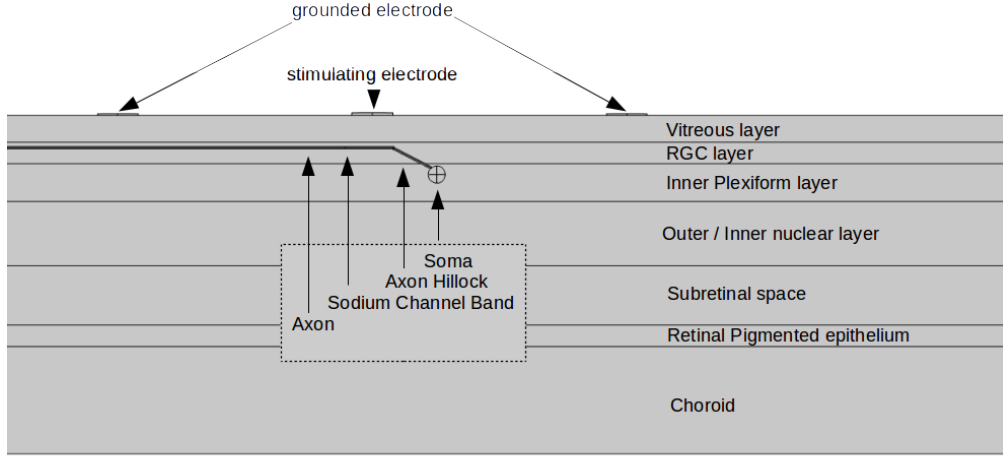 grounded electrode
stimulating electrode
Vitreous layer
RGC layer
Inner Plexiform layer
Outer / Inner nuclear layer
Soma
Axon Hillock
Sodium Channel Band
Axon
Subretinal space
Retinal Pigmented epithelium
Choroid